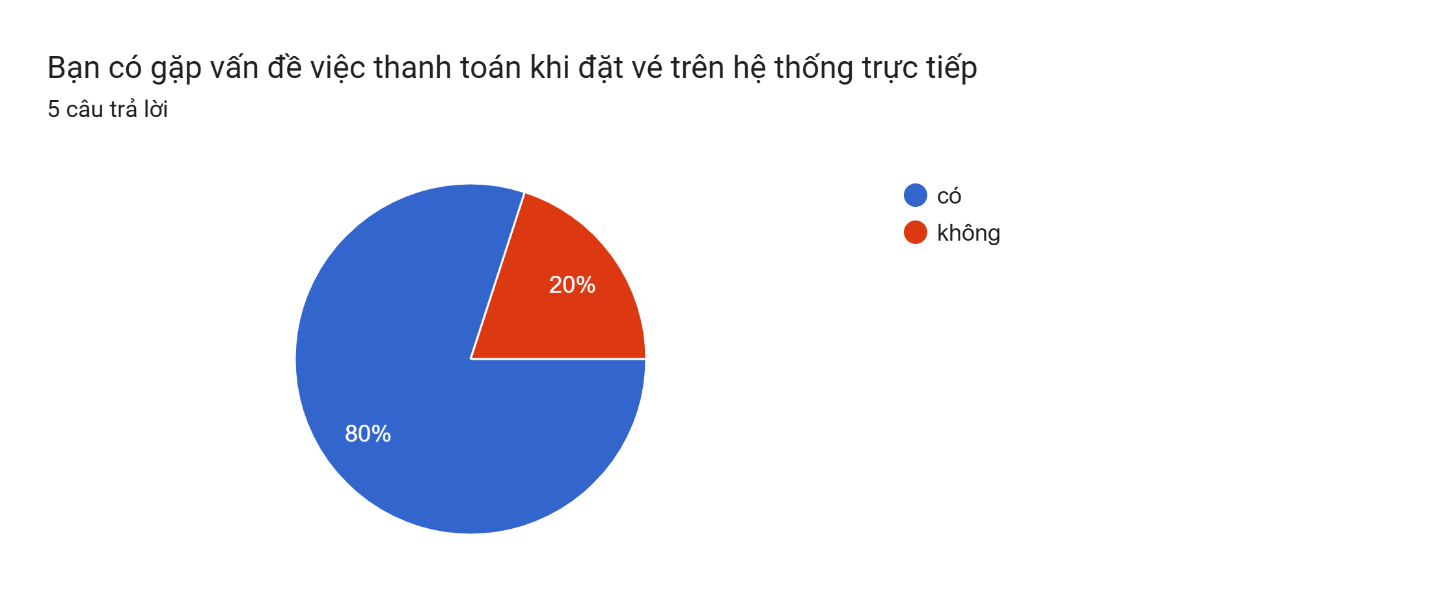 Bạn có gặp vấn đề việc thanh toán khi đặt vé trên hệ thống trực tiếp
5 câu trả lời
có
không
20%
80%